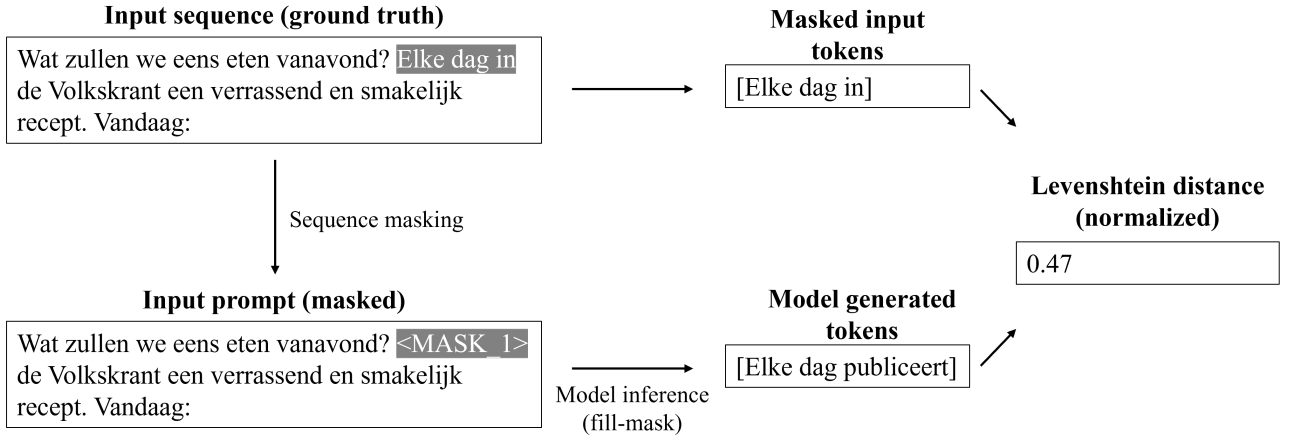 Input sequence (ground truth)
Wat zullen we eens eten vanavond? Elke dag in
de Volkskrant een verrassend en smakelijk
recept. Vandaag:
Masked input
tokens
[Elke dag in]
Sequence masking
Levenshtein distance
(normalized)
0.47
Input prompt (masked)
Wat zullen we eens eten vanavond? <MASK_1>
de Volkskrant een verrassend en smakelijk
recept. Vandaag:
Model inference
(fill-mask)
Model generated
tokens
[Elke dag publiceert]